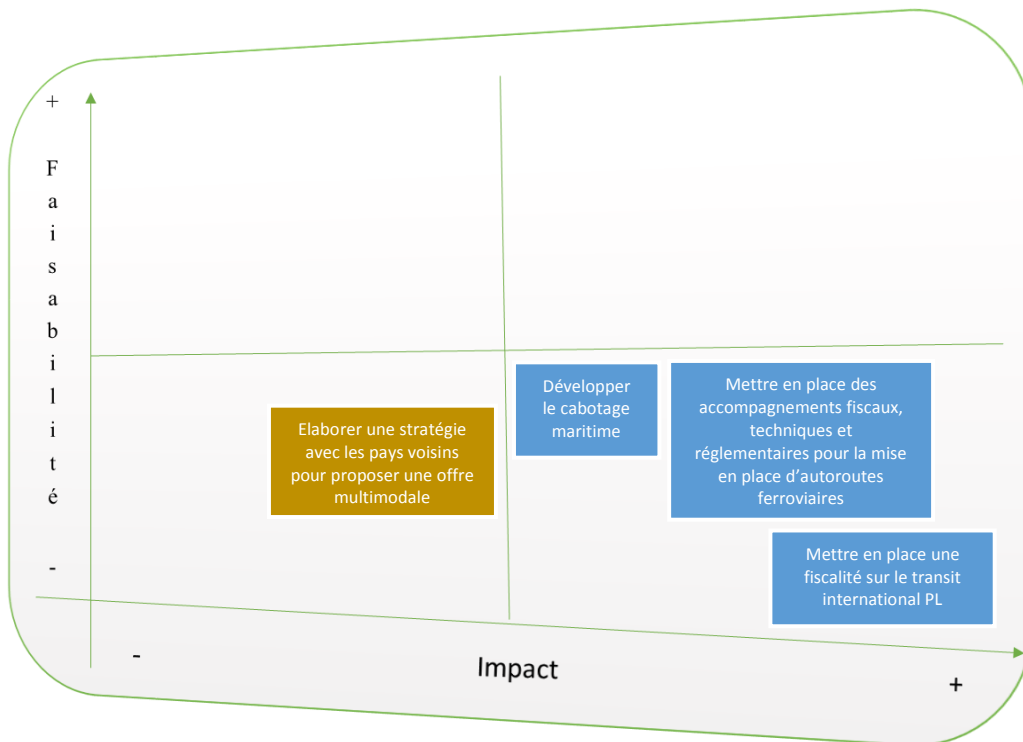 +
F
a
i
s
a
b
i
l
i
t
é
-
Développer
le cabotage
maritime
Mettre en place des
accompagnements fiscaux,
techniques et
réglementaires pour la mise
en place d’autoroutes
ferroviaires
Elaborer une stratégie
avec les pays voisins
pour proposer une offre
multimodale
Mettre en place une
fiscalité sur le transit
international PL
-
Impact
+